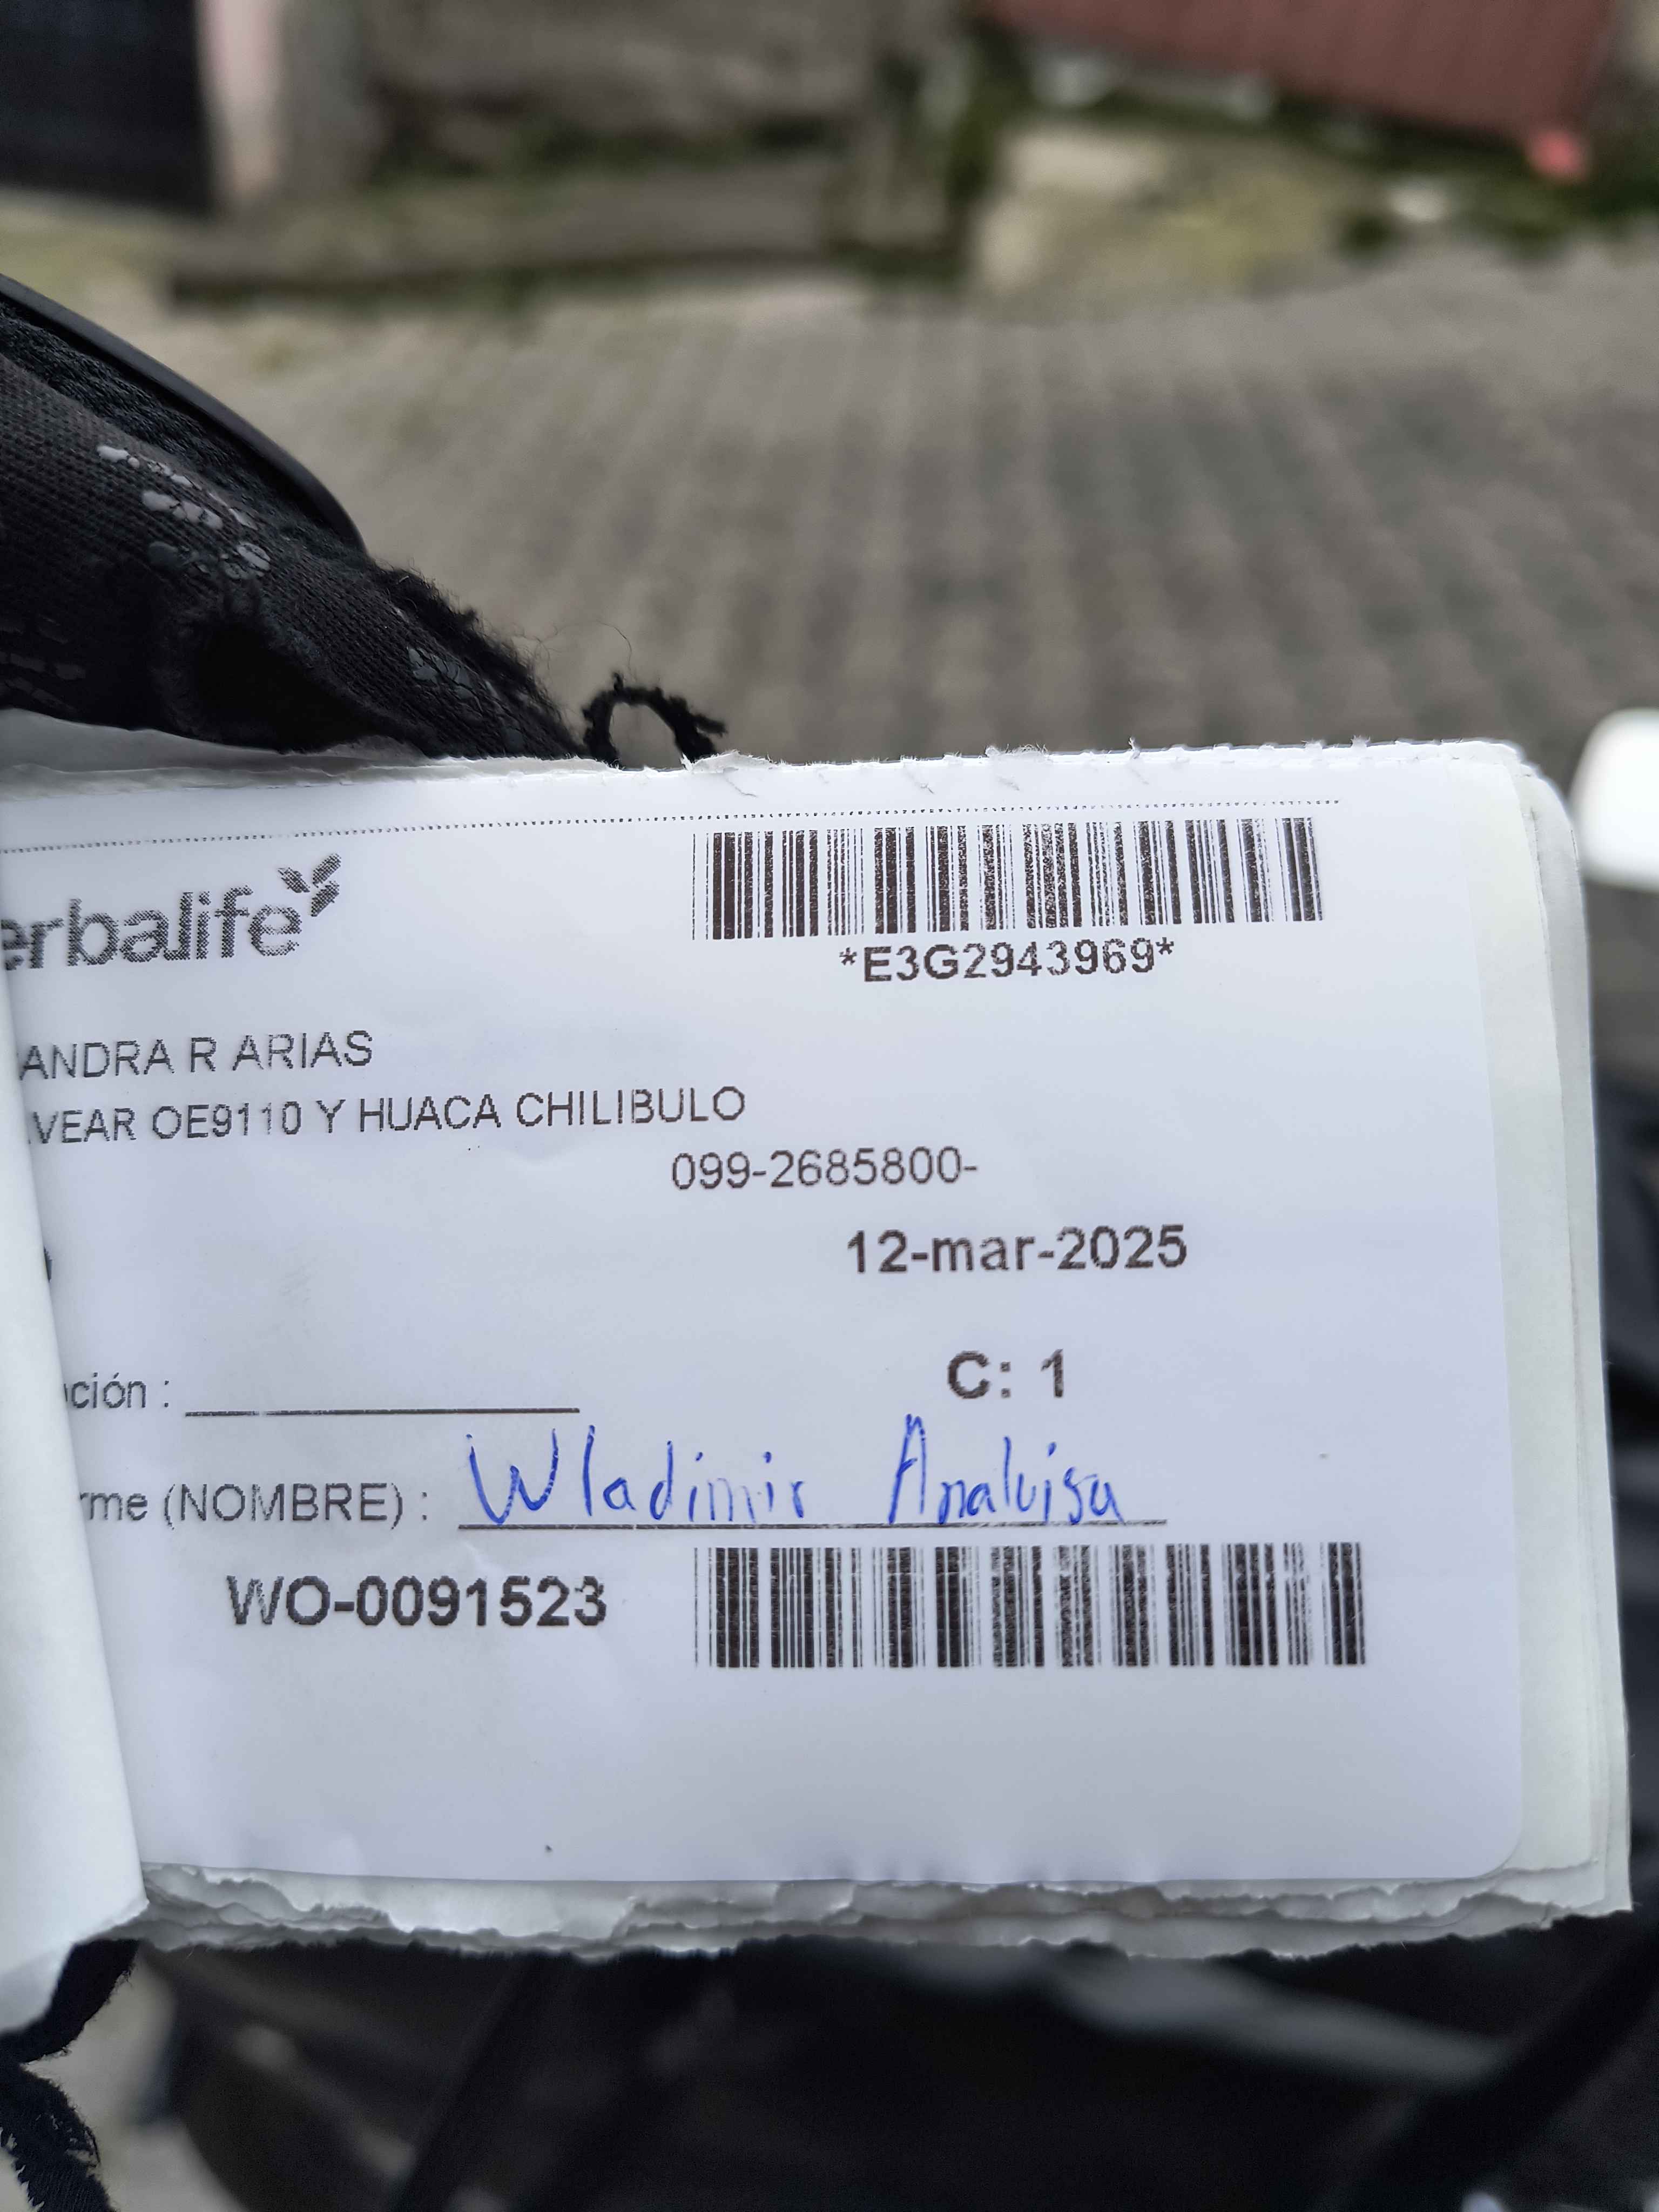 erbalife
*E3G2943969*
ANDRA R ARIAS
VEAR OE9110 Y HUACA CHILIBULO
099-2685800-
12-mar-2025
C: 1
ción :
rme (NOMBRE) : Wladimir Analuisa
WO-0091523